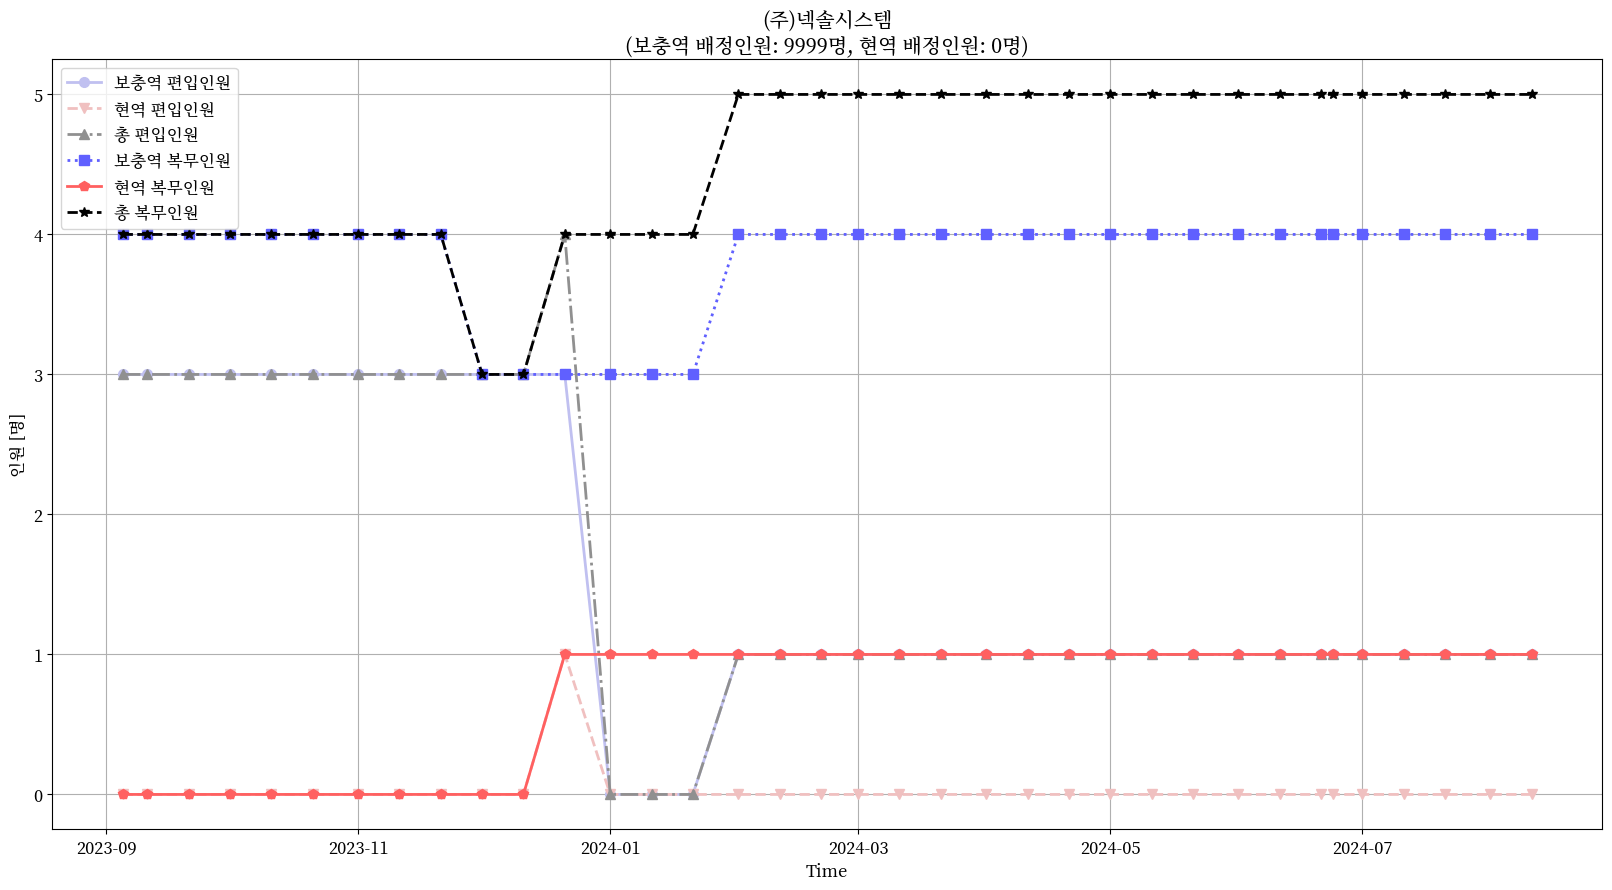 (주)넥솔시스템
(보충역 배정인원: 9999명, 현역 배정인원: 0명)
보충역 편입인원
현역 편입인원
총 편입인원
보충역 복무인원
현역 복무인원
총 복무인원
5
4
3
2
1
0
인원 [명]
2023-09
2023-11
2024-01
2024-03
2024-05
2024-07
Time